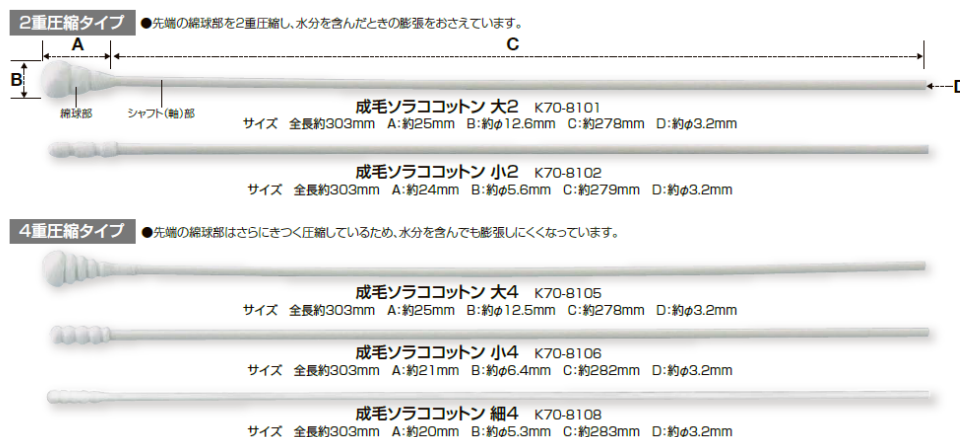 2重圧縮タイプ ●先端の綿球部を2重圧縮し、水分を含んだときの膨張をおさえています。
A C
B D
綿球部 シャフト(軸)部
成毛ソラココットン 大2 K70-8101
サイズ 全長約303mm A:約25mm B:約φ12.6mm C:約278mm D:約φ3.2mm
成毛ソラココットン 小2 K70-8102
サイズ 全長約303mm A:約24mm B:約φ5.6mm C:約279mm D:約φ3.2mm
4重圧縮タイプ ●先端の綿球部はさらにきつく圧縮しているため、水分を含んでも膨張しにくくなっています。
成毛ソラココットン 大4 K70-8105
サイズ 全長約303mm A:約25mm B:約φ12.5mm C:約278mm D:約φ3.2mm
成毛ソラココットン 小4 K70-8106
サイズ 全長約303mm A:約21mm B:約φ6.4mm C:約282mm D:約φ3.2mm
成毛ソラココットン 細4 K70-8108
サイズ 全長約303mm A:約20mm B:約φ5.3mm C:約283mm D:約φ3.2mm